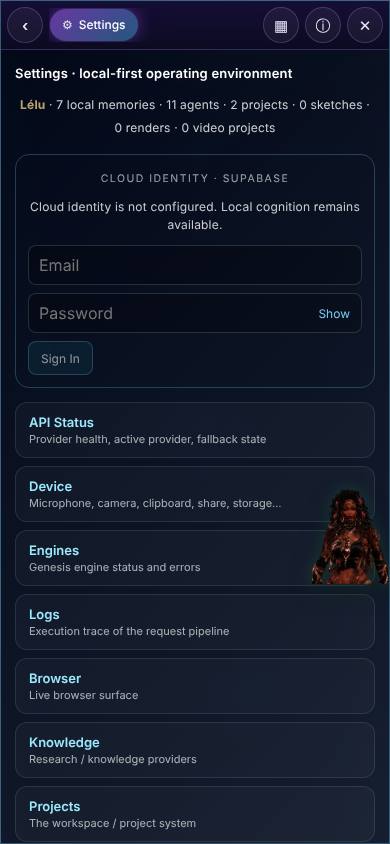 Settings
Settings · local-first operating environment
Lélu · 7 local memories · 11 agents · 2 projects · 0 sketches ·
0 renders · 0 video projects
CLOUD IDENTITY · SUPABASE
Cloud identity is not configured. Local cognition remains
available.
Email
Password
Show
Sign In
API Status
Provider health, active provider, fallback state
Device
Microphone, camera, clipboard, share, storage...
Engines
Genesis engine status and errors
Logs
Execution trace of the request pipeline
Browser
Live browser surface
Knowledge
Research / knowledge providers
Projects
The workspace / project system